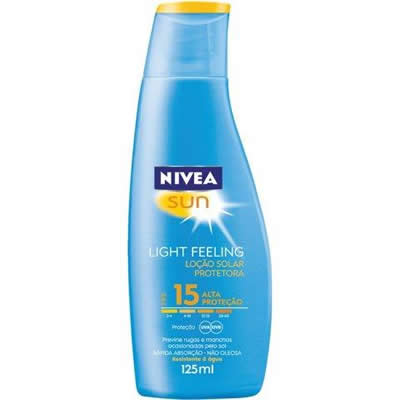 NIVEA
sun
LIGHT FEELING
LOÇÃO SOLAR
PROTETORA
FPS 15 ALTA
PROTEÇÃO
Proteção UVA UVB
Previne rugas e manchas
ocasionadas pelo sol
RÁPIDA ABSORÇÃO - NÃO OLEOSA
Resistente à água
125ml